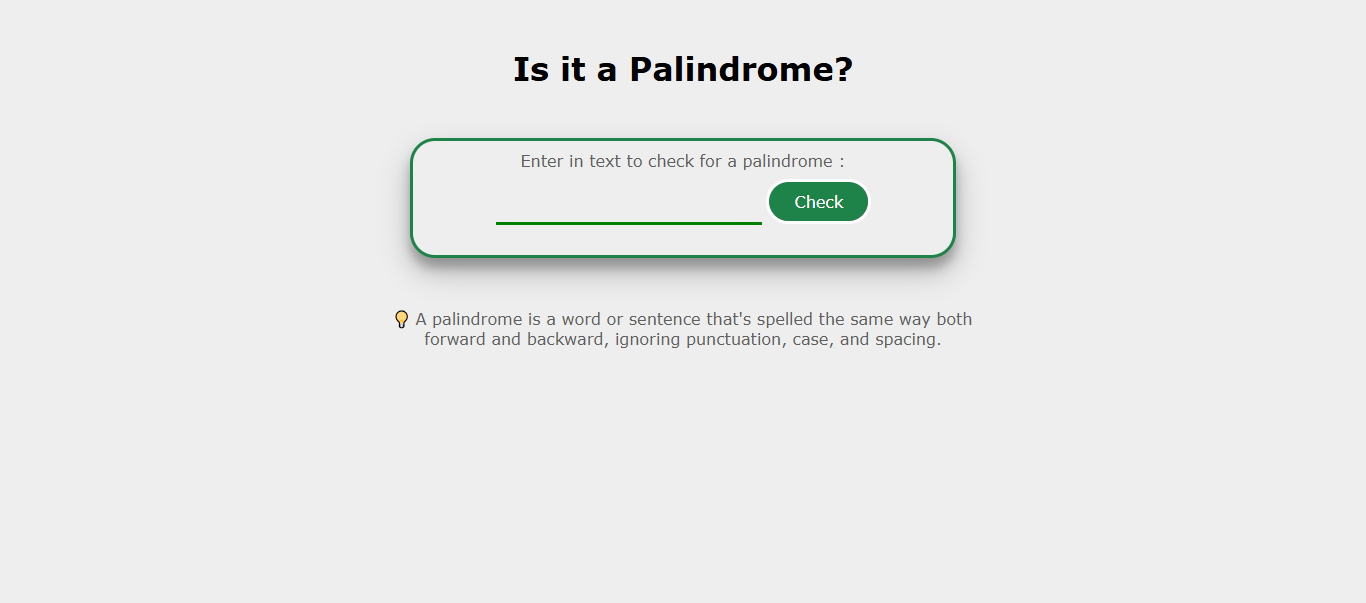 Is it a Palindrome?
Enter in text to check for a palindrome :
Check
💡 A palindrome is a word or sentence that's spelled the same way both
forward and backward, ignoring punctuation, case, and spacing.